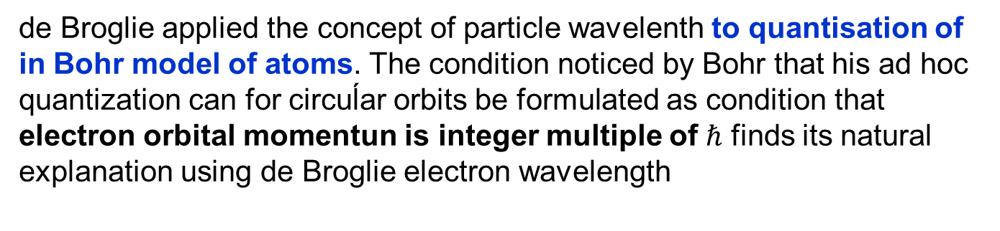 de Broglie applied the concept of particle wavelenth to quantisation of
in Bohr model of atoms. The condition noticed by Bohr that his ad hoc
quantization can for circuĺar orbits be formulated as condition that
electron orbital momentun is integer multiple of ℏ finds its natural
explanation using de Broglie electron wavelength